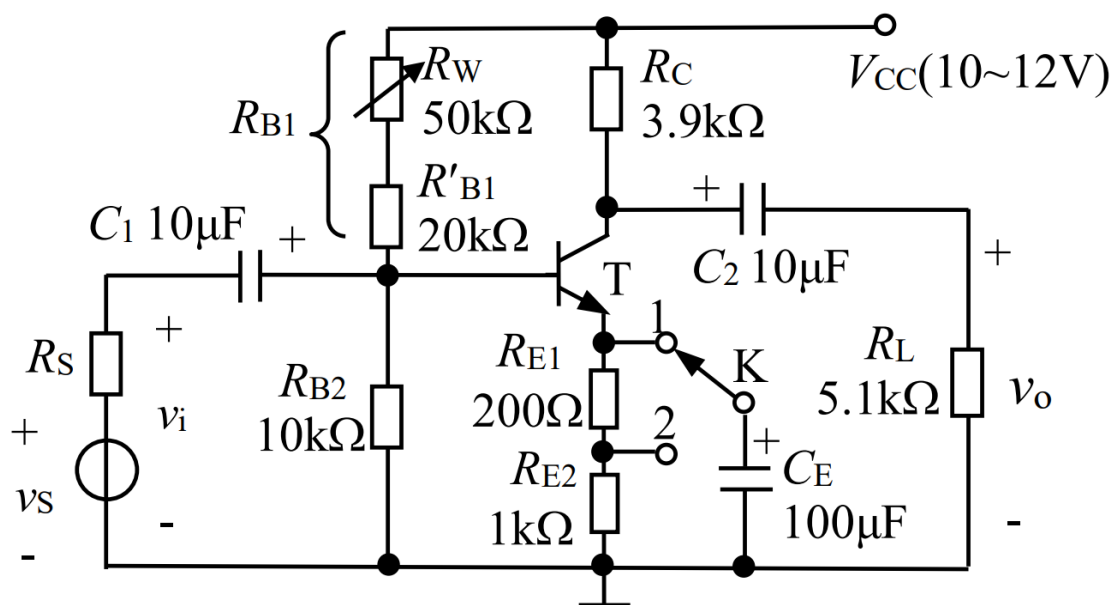 RW
50kΩ
RB1
R'B1
20kΩ
RC
3.9kΩ
VCC(10~12V)
C1 10μF
+
+
C2 10μF
+
T
1
RS
+
RE1
200Ω
K
RL
5.1kΩ
RB2
10kΩ
vi
vo
2
+
+
vS
RE2
1kΩ
CE
100μF
-
-
-